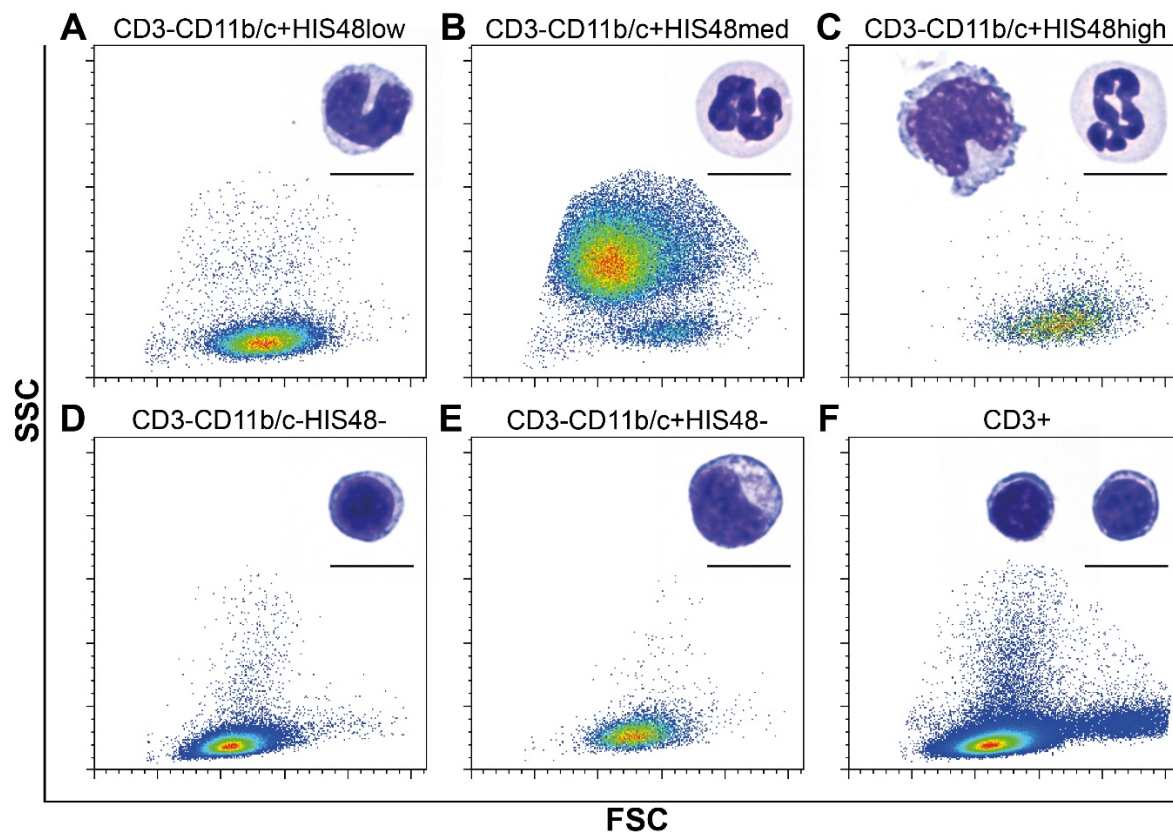 A CD3-CD11b/c+HIS48low
B CD3-CD11b/c+HIS48med
C CD3-CD11b/c+HIS48high
D CD3-CD11b/c-HIS48-
E CD3-CD11b/c+HIS48-
F CD3+
SSC
FSC